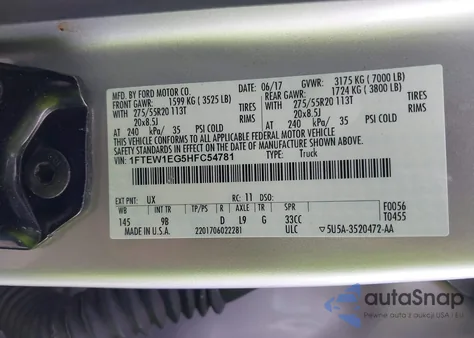 MFD. BY FORD MOTOR CO.
06/17 GVWR: 3175 KG ( 7000 LB)
FRONT GAWR: 1599 KG ( 3525 LB) REAR GAWR: 1724 KG ( 3800 LB)
WITH 275/55R20 113T TIRES WITH 275/55R20 113T TIRES
20x8.5J RIMS 20x8.5J RIMS
AT 240 kPa/ 35 PSI COLD AT 240 kPa/ 35 PSI COLD
THIS VEHICLE CONFORMS TO ALL APPLICABLE FEDERAL MOTOR VEHICLE
SAFETY STANDARDS IN EFFECT ON THE DATE OF MANUFACTURE SHOWN ABOVE.
VIN: 1FTEW1EG5HFC54781 TYPE: Truck
EXT PNT: UX RC: 11 DSO: F0056
WB INT TR R AXLE TR SPR T0455
145 9B D L9 G 33CC
MADE IN U.S.A. 2201706022281 ULC 5U5A-3520472-AA
autoSnap
Pewne auta z aukcji USA i EU